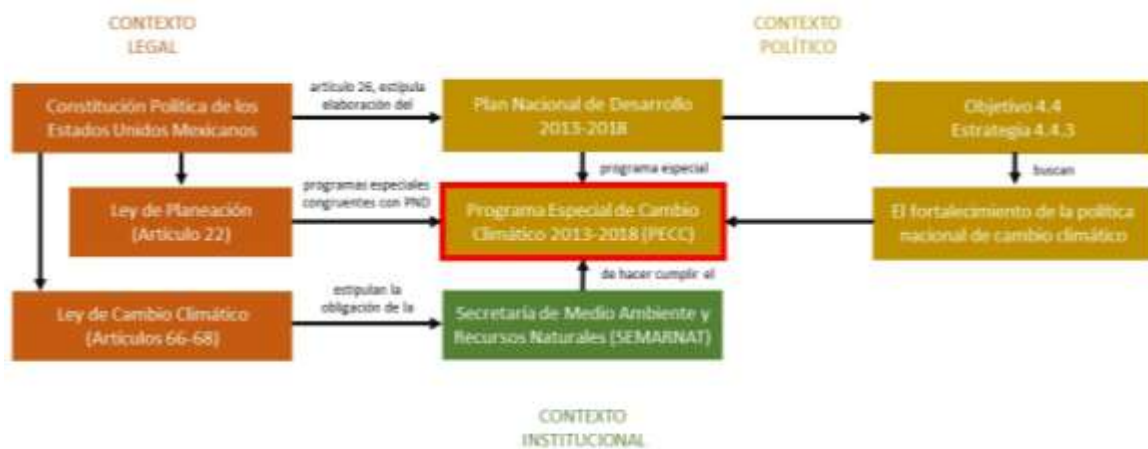 CONTEXTO
LEGAL
CONTEXTO
POLÍTICO
Constitución Política de los
Estados Unidos Mexicanos
artículo 26, estipula
elaboración del
Plan Nacional de Desarrollo
2013-2018
Objetivo 4.4
Estrategia 4.4.3
programa especial
buscan
Ley de Planeación
(Artículo 22)
programas especiales
congruentes con PND
Programa Especial de Cambio
Climático 2013-2018 (PECC)
El fortalecimiento de la política
nacional de cambio climático
de hacer cumplir el
Ley de Cambio Climático
(Artículos 66-68)
estipulan la
obligación de la
Secretaría de Medio Ambiente y
Recursos Naturales (SEMARNAT)
CONTEXTO
INSTITUCIONAL